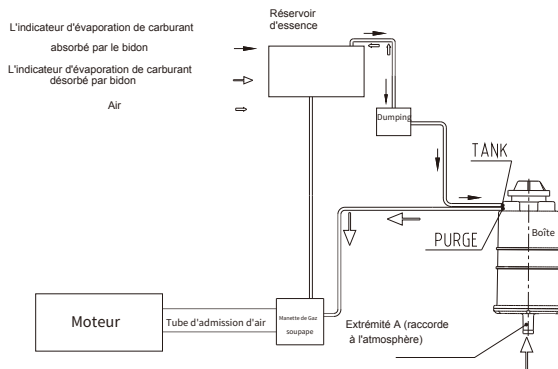 L'indicateur d'évaporation de carburant
absorbé par le bidon
L'indicateur d'évaporation de carburant
désorbé par bidon
Air
Réservoir
d'essence
Dumping
TANK
PURGE
Boîte
Moteur
Tube d'admission d'air
Manette de Gaz
soupape
Extrémité A (raccorde
à l'atmosphère)